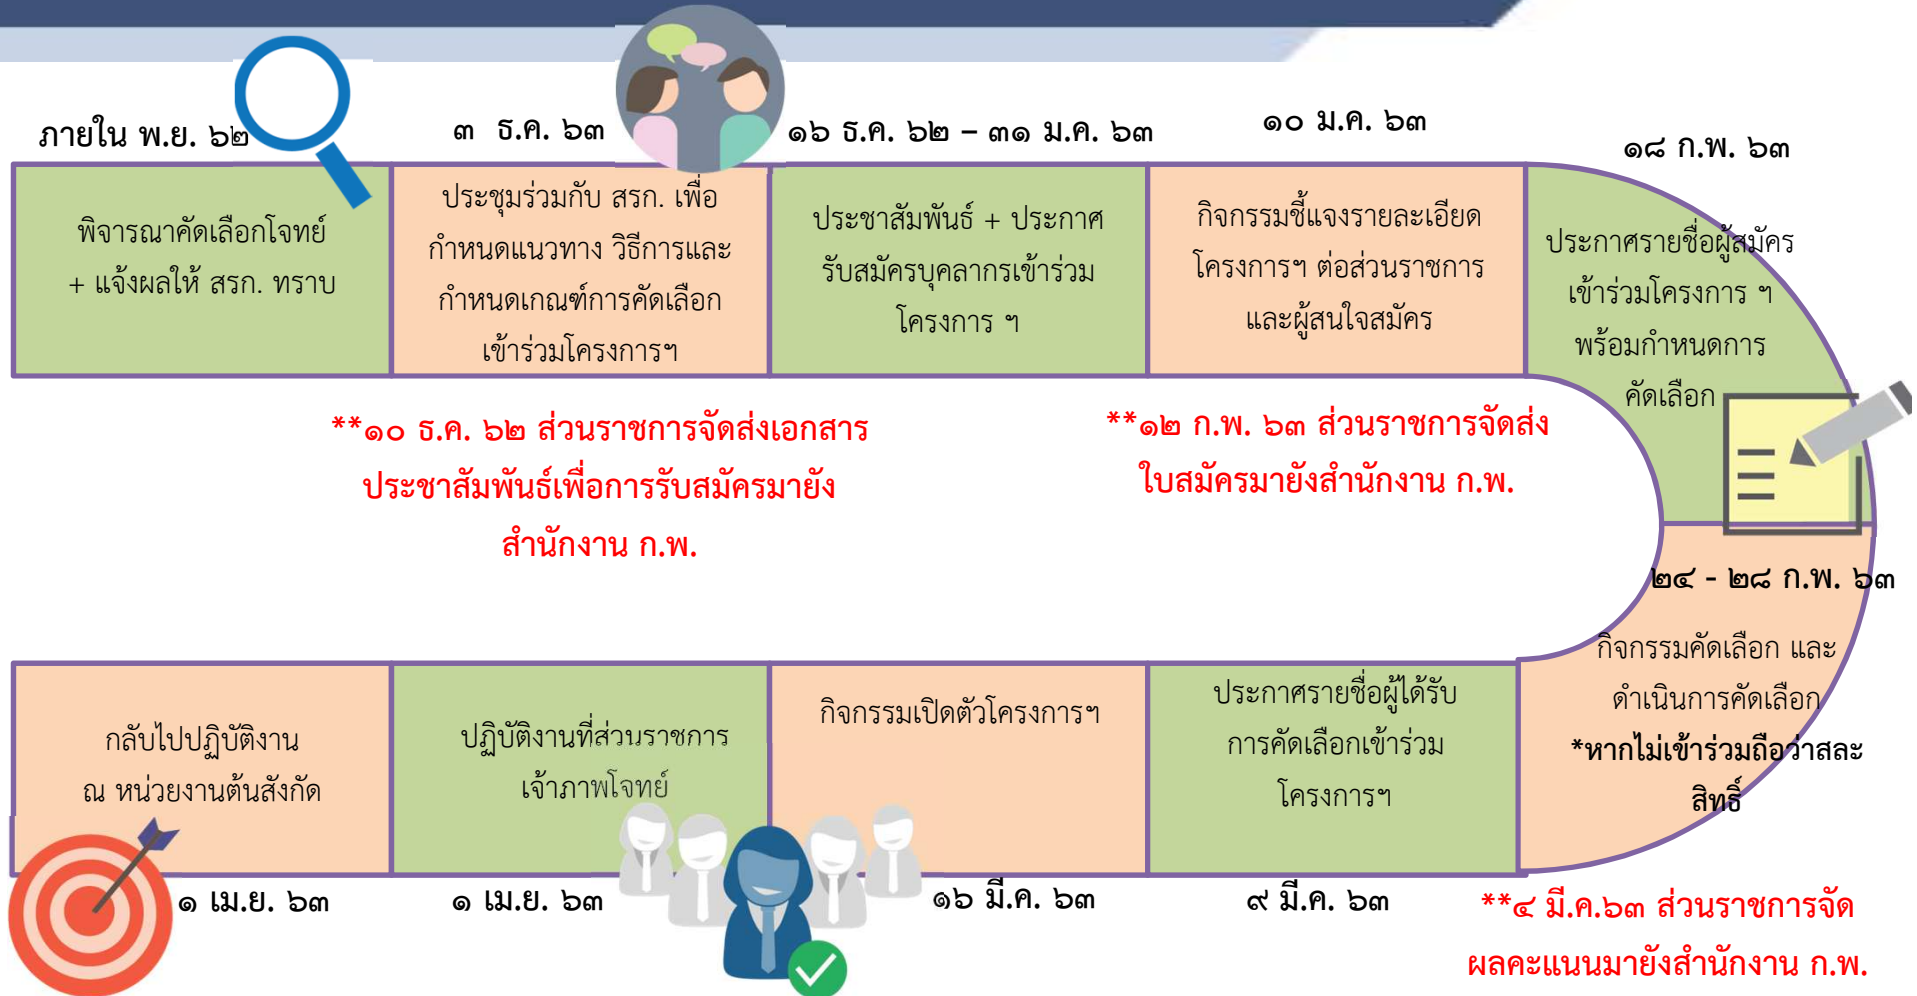 ภายใน พ.ย. ๖๒
พิจารณาคัดเลือกโจทย์
+ แจ้งผลให้ สรก. ทราบ
๓ ธ.ค. ๖๓
ประชุมร่วมกับ สรก. เพื่อ
กำหนดแนวทาง วิธีการและ
กำหนดเกณฑ์การคัดเลือก
เข้าร่วมโครงการฯ
๑๖ ธ.ค. ๖๒ – ๓๑ ม.ค. ๖๓
ประชาสัมพันธ์ + ประกาศ
รับสมัครบุคลากรเข้าร่วม
โครงการ ฯ
๑๐ ม.ค. ๖๓
กิจกรรมชี้แจงรายละเอียด
โครงการฯ ต่อส่วนราชการ
และผู้สนใจสมัคร
๑๘ ก.พ. ๖๓
ประกาศรายชื่อผู้สมัคร
เข้าร่วมโครงการ ฯ
พร้อมกำหนดการ
คัดเลือก
**๑๐ ธ.ค. ๖๒ ส่วนราชการจัดส่งเอกสาร
ประชาสัมพันธ์เพื่อการรับสมัครมายัง
สำนักงาน ก.พ.
**๑๒ ก.พ. ๖๓ ส่วนราชการจัดส่ง
ใบสมัครมายังสำนักงาน ก.พ.
๒๔ - ๒๘ ก.พ. ๖๓
กิจกรรมคัดเลือก และ
ดำเนินการคัดเลือก
*หากไม่เข้าร่วมถือว่าสละ
สิทธิ์
**๔ มี.ค.๖๓ ส่วนราชการจัด
ผลคะแนนมายังสำนักงาน ก.พ.
ประกาศรายชื่อผู้ได้รับ
การคัดเลือกเข้าร่วม
โครงการฯ
๙ มี.ค. ๖๓
กิจกรรมเปิดตัวโครงการฯ
๑๖ มี.ค. ๖๓
ปฏิบัติงานที่ส่วนราชการ
เจ้าภาพโจทย์
๑ เม.ย. ๖๓
กลับไปปฏิบัติงาน
ณ หน่วยงานต้นสังกัด
๑ เม.ย. ๖๓